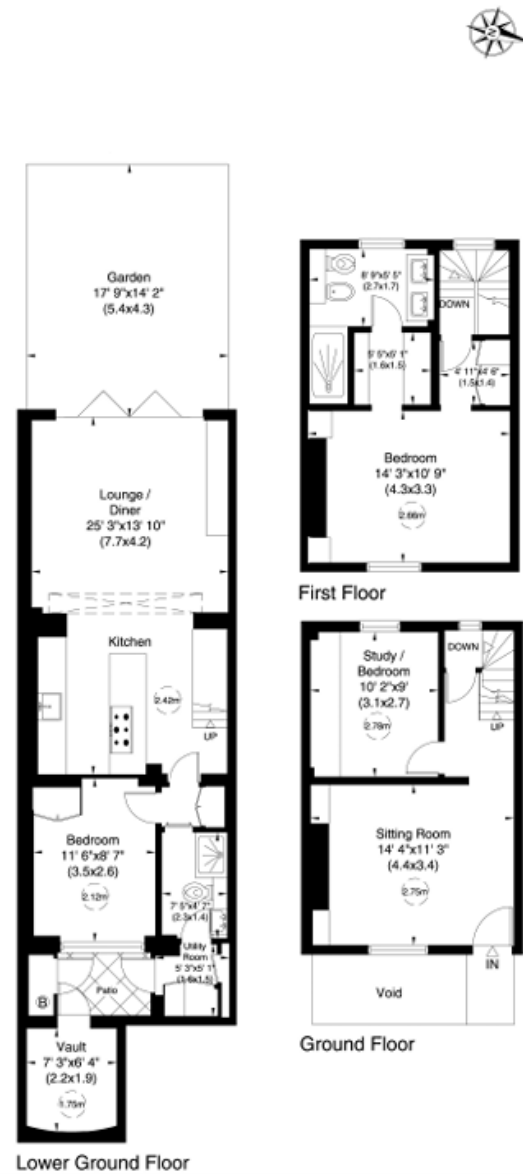 N
Garden
17' 9"x14' 2"
(5.4x4.3)
Lounge /
Diner
25' 3"x13' 10"
(7.7x4.2)
Kitchen
2.42m
UP
Bedroom
11' 6"x8' 7"
(3.5x2.6)
2.12m
7' 5"x4' 7"
(2.3x1.4)
Utility
Room
5' 3"x5' 1"
(1.6x1.5)
Patio
B
Vault
7' 3"x6' 4"
(2.2x1.9)
1.75m
Lower Ground Floor
8' 9"x5' 5"
(2.7x1.7)
DOWN
5' 5"x5' 1"
(1.6x1.5)
4' 11"x4' 6"
(1.5x1.4)
Bedroom
14' 3"x10' 9"
(4.3x3.3)
2.66m
First Floor
Study /
Bedroom
10' 2"x9'
(3.1x2.7)
2.78m
DOWN
UP
Sitting Room
14' 4"x11' 3"
(4.4x3.4)
2.75m
IN
Void
Ground Floor